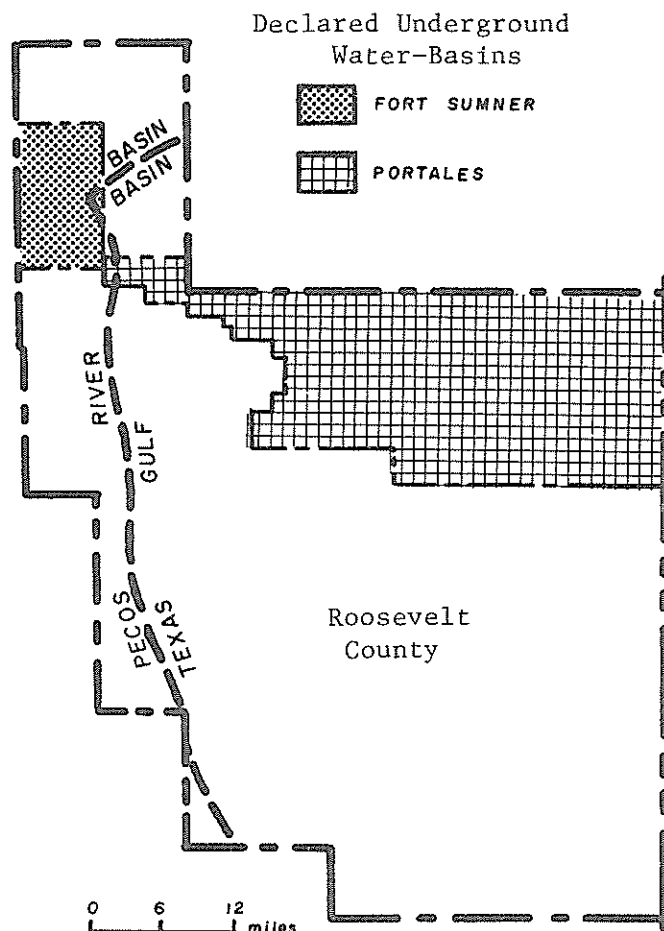 Declared Underground
Water-Basins
FORT SUMNER
PORTALES
BASIN
BASIN
RIVER
GULF
PECOS
TEXAS
Roosevelt
County
0 6 12
miles